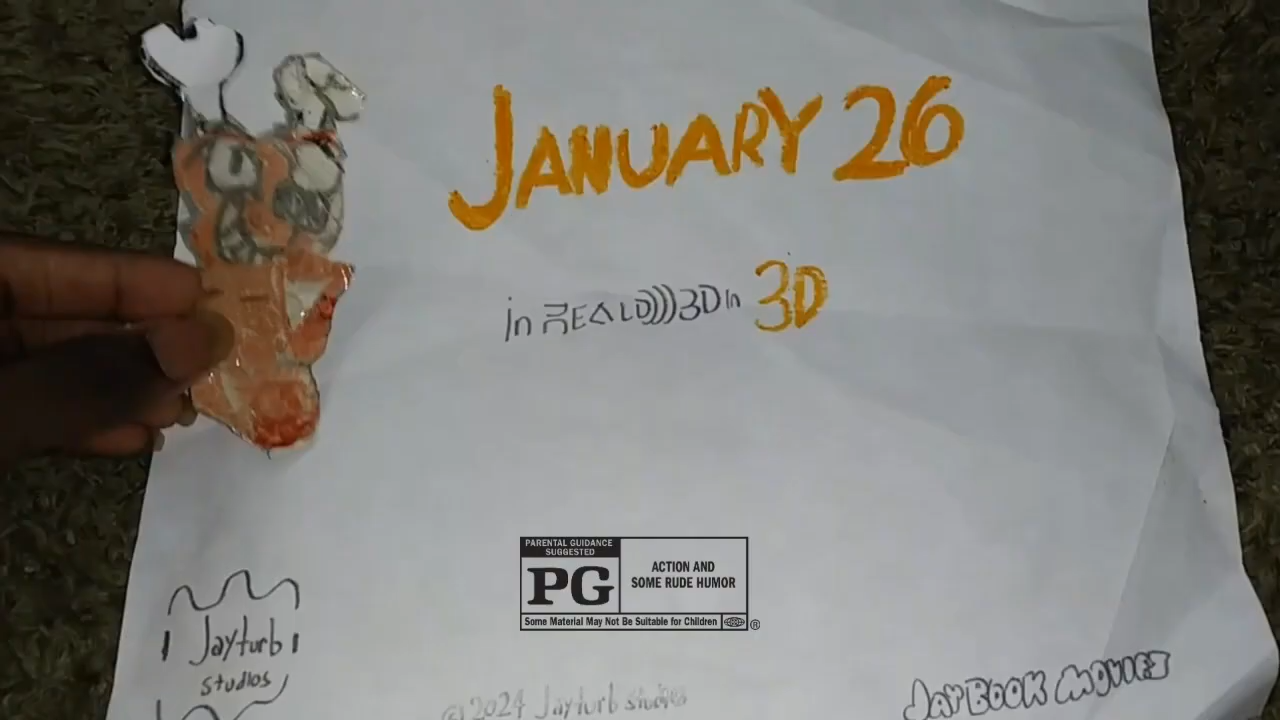 JANUARY 26
in REALD)))3D In 3D
PARENTAL GUIDANCE
SUGGESTED
PG
ACTION AND
SOME RUDE HUMOR
Some Material May Not Be Suitable for Children
®
Jayturb
studios
© 2024 Jayturb studios
JAYBOOK MOVIES